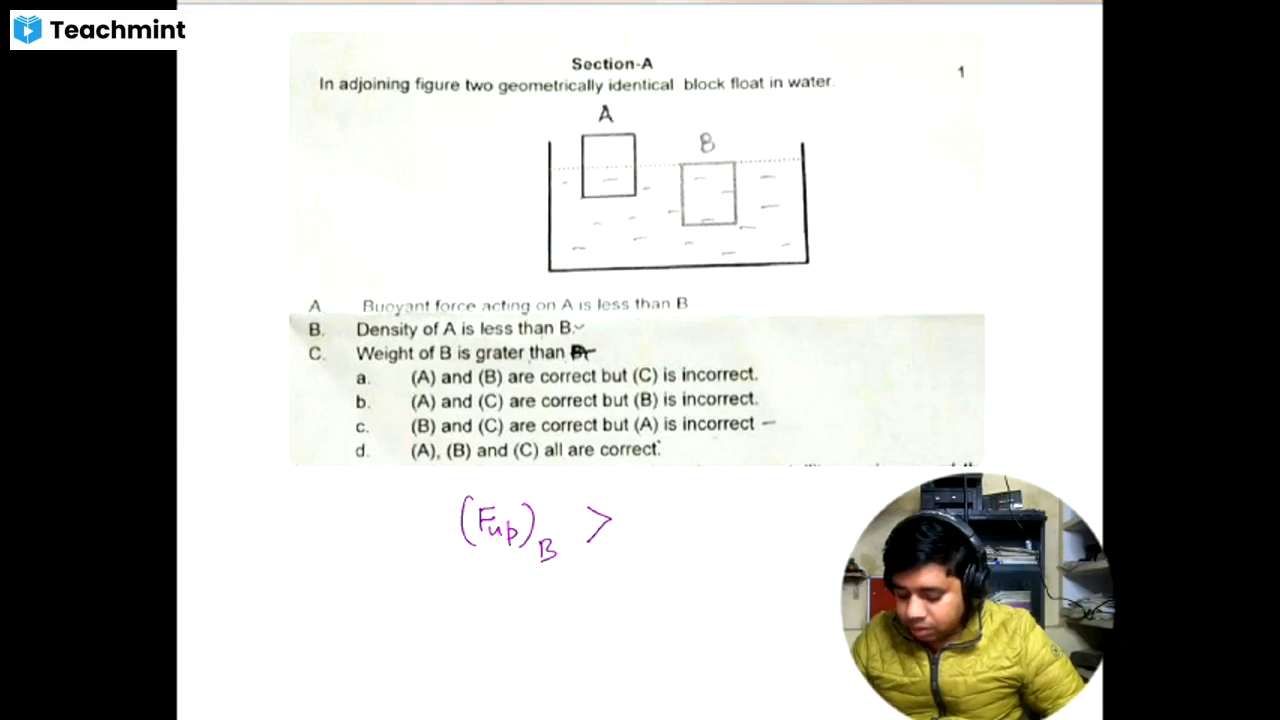 Teachmint
Section-A
1
In adjoining figure two geometrically identical block float in water.
A
B
A Buoyant force acting on A is less than B
B. Density of A is less than B.
C. Weight of B is grater than
a. (A) and (B) are correct but (C) is incorrect.
b. (A) and (C) are correct but (B) is incorrect.
c. (B) and (C) are correct but (A) is incorrect
d. (A), (B) and (C) all are correct.
(Fup)B >